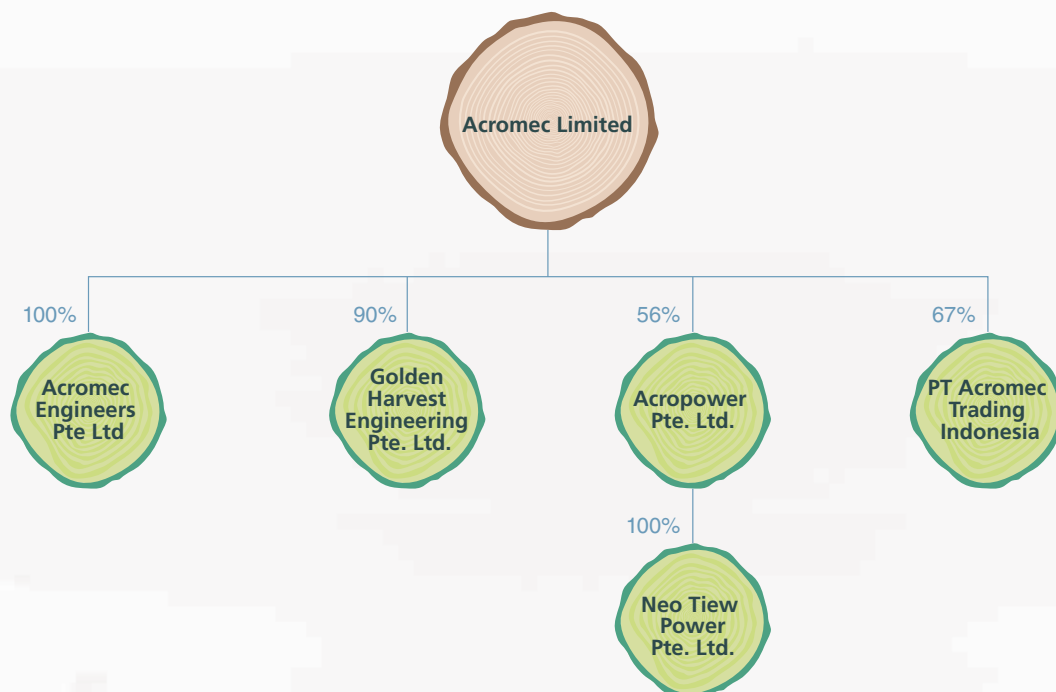 Acromec Limited
100%
90%
56%
67%
Acromec
Engineers
Pte Ltd
Golden
Harvest
Engineering
Pte. Ltd.
Acropower
Pte. Ltd.
PT Acromec
Trading
Indonesia
100%
Neo Tiew
Power
Pte. Ltd.